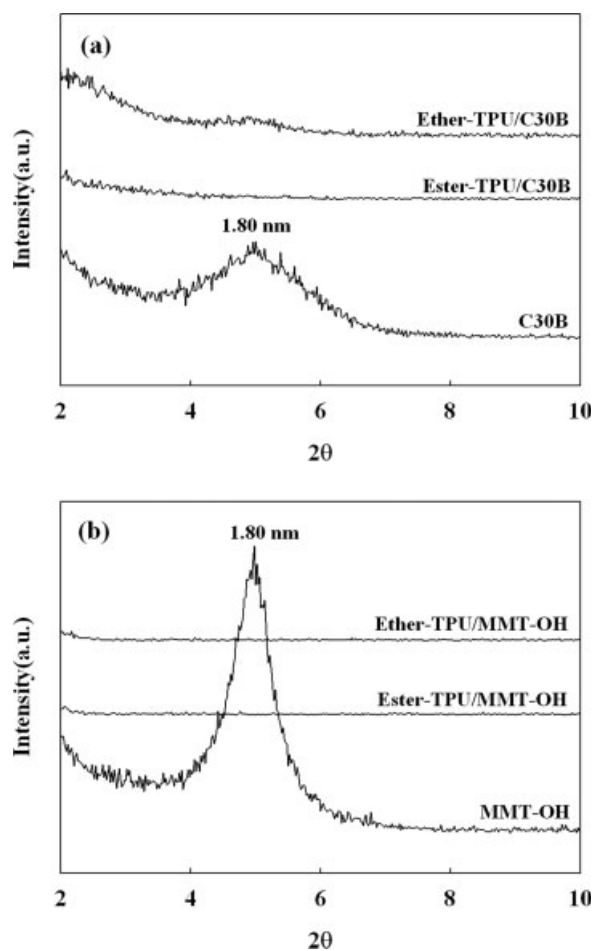 (a)
Ether-TPU/C30B
Ester-TPU/C30B
1.80 nm
C30B
Intensity(a.u.)
2 4 6 8 10
2θ
(b)
1.80 nm
Ether-TPU/MMT-OH
Ester-TPU/MMT-OH
MMT-OH
Intensity(a.u.)
2 4 6 8 10
2θ